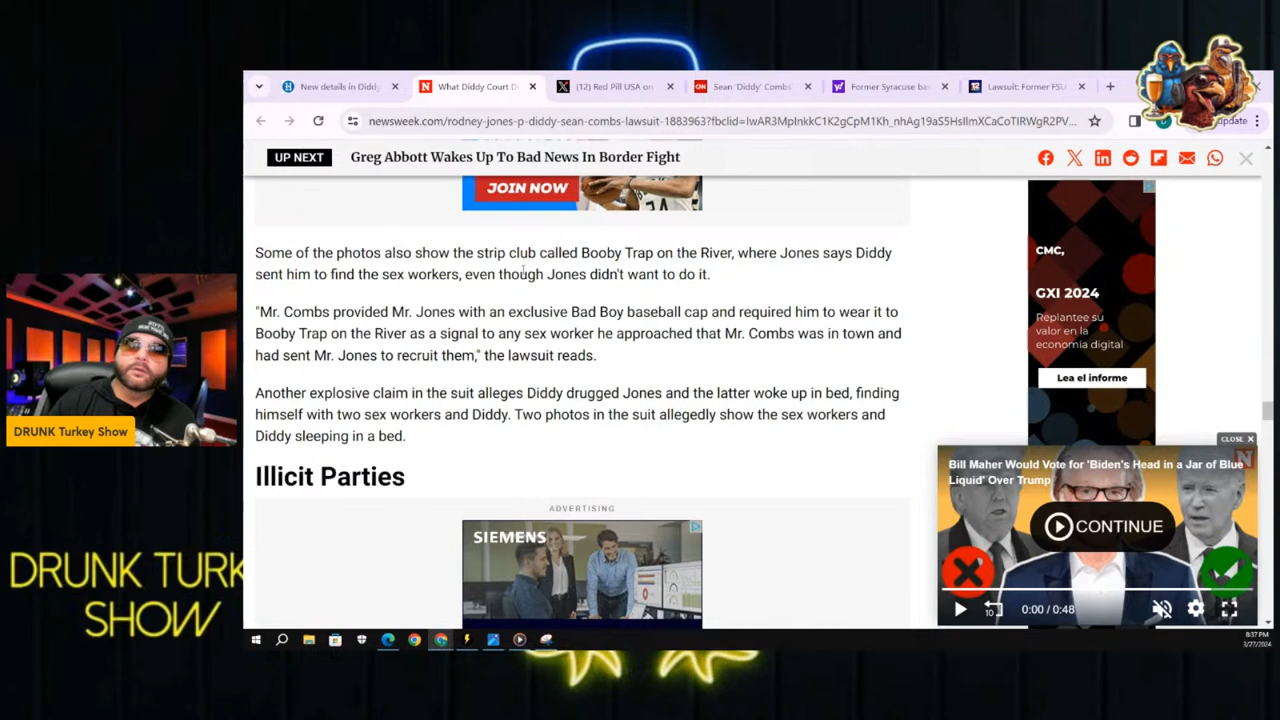 New details in Diddy
What Diddy Court D
(12) Red Pill USA on
Sean 'Diddy' Combs'
Former Syracuse ba
Lawsuit: Former FSU
newsweek.com/rodney-jones-p-diddy-sean-combs-lawsuit-1883963?fbclid=
update
UP NEXT
Greg Abbott Wakes Up To Bad News In Border Fight
JOIN NOW
Some of the photos also show the strip club called Booby Trap on the River, where Jones says Diddy
sent him to find the sex workers, even though Jones didn't want to do it.
"Mr. Combs provided Mr. Jones with an exclusive Bad Boy baseball cap and required him to wear it to
Booby Trap on the River as a signal to any sex worker he approached that Mr. Combs was in town and
had sent Mr. Jones to recruit them," the lawsuit reads.
Another explosive claim in the suit alleges Diddy drugged Jones and the latter woke up in bed, finding
himself with two sex workers and Diddy. Two photos in the suit allegedly show the sex workers and
Diddy sleeping in a bed.
Illicit Parties
ADVERTISING
SIEMENS
CMC,
GXI 2024
Replantee su
valor en la
economía digital
Lea el informe
CLOSE
Bill Maher Would Vote for 'Biden's Head in a Jar of Blue
Liquid' Over Trump
CONTINUE
10
0:00 / 0:48
DRUNK Turkey Show
DRUNK TURK
SHOW
8:37 PM
3/27/2024